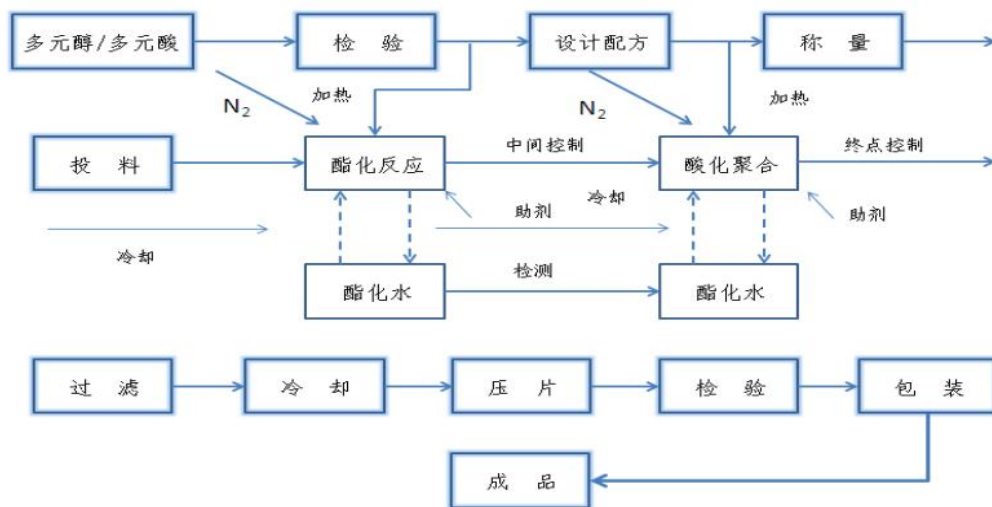 多元醇/多元酸 检 验 设计配方 称 量
N₂ 加热 N₂ 加热
投 料 酯化反应 中间控制 酸化聚合 终点控制
冷却 助剂 冷却 助剂
酯化水 检测 酯化水
过 滤 冷 却 压 片 检 验 包 装
成 品